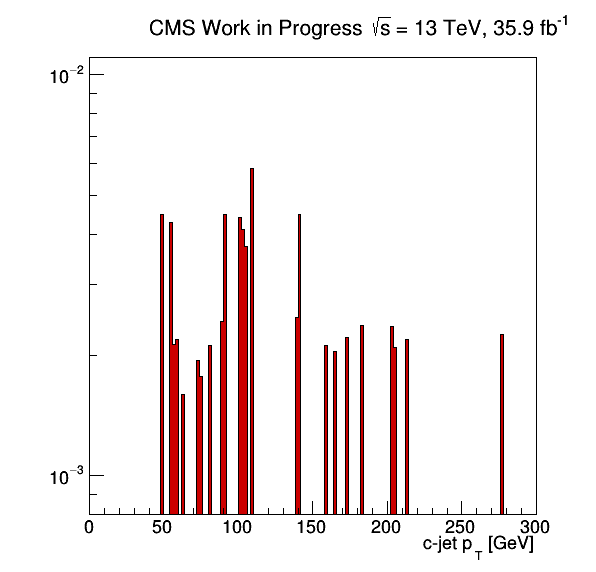 CMS Work in Progress √s = 13 TeV, 35.9 fb⁻¹
10⁻²
10⁻³
0 50 100 150 200 250 300
c-jet p_T [GeV]